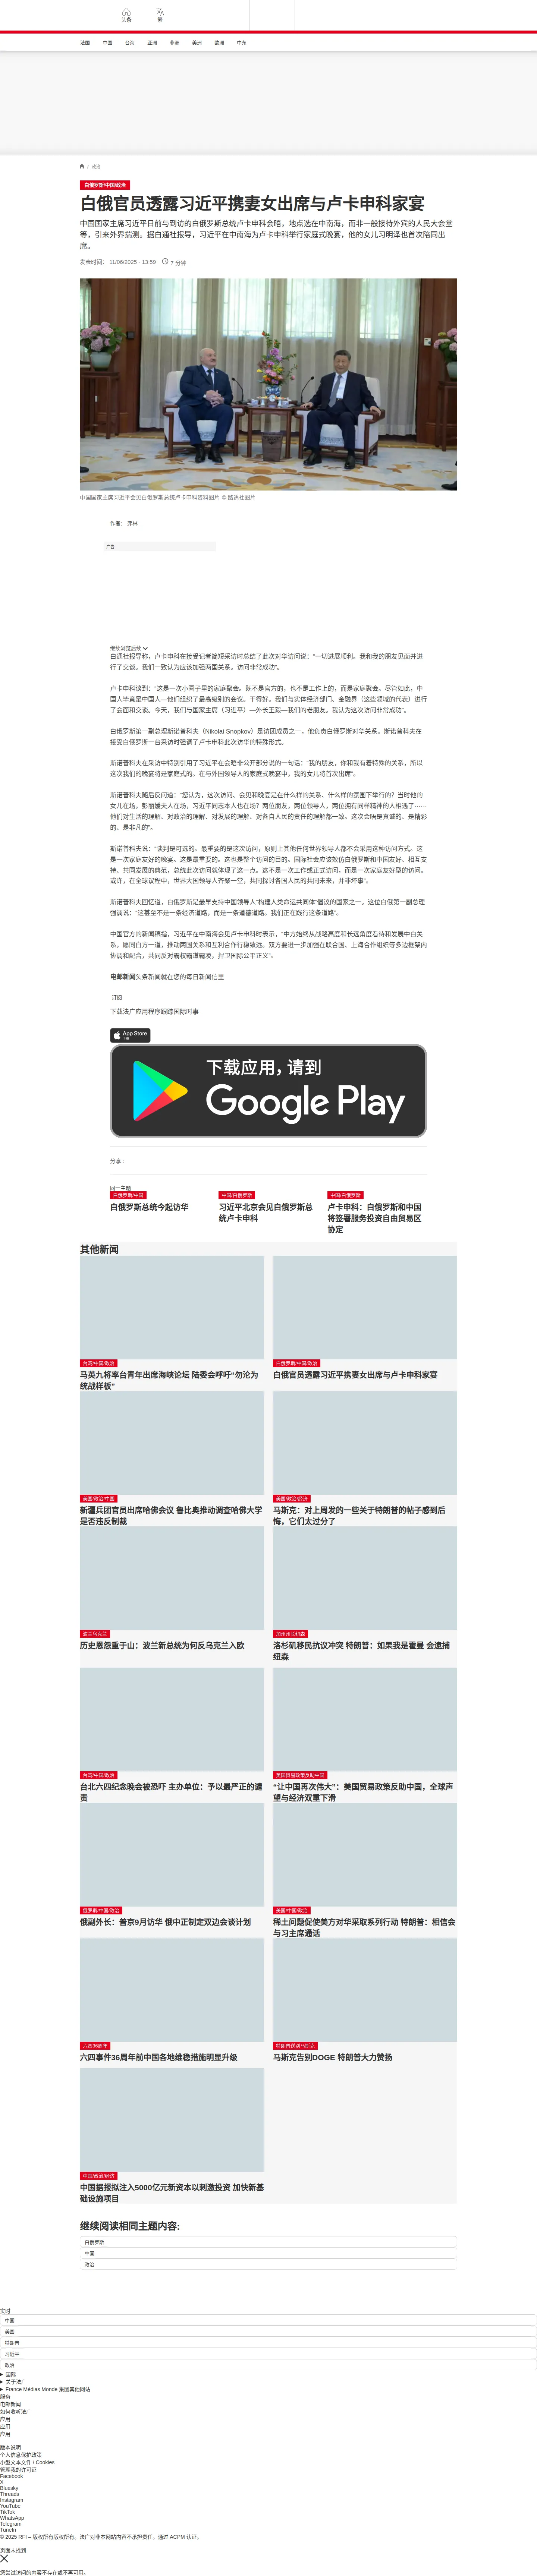 头条
繁
法国
中国
台海
亚洲
非洲
美洲
欧洲
中东
/ 政治
白俄罗斯/中国/政治
白俄官员透露习近平携妻女出席与卢卡申科家宴
中国国家主席习近平日前与到访的白俄罗斯总统卢卡申科会晤，地点选在中南海，而非一般接待外宾的人民大会堂
等，引来外界揣测。据白通社报导，习近平在中南海为卢卡申科举行家庭式晚宴，他的女儿习明泽也首次陪同出
席。
发表时间： 11/06/2025 - 13:59
7 分钟
中国国家主席习近平会见白俄罗斯总统卢卡申科资料图片 © 路透社图片
作者： 弗林
广告
继续浏览后续
白通社报导称，卢卡申科在接受记者简短采访时总结了此次对华访问说：“一切进展顺利。我和我的朋友见面并进
行了交谈。我们一致认为应该加强两国关系。访问非常成功”。
卢卡申科谈到：“这是一次小圈子里的家庭聚会。既不是官方的，也不是工作上的，而是家庭聚会。尽管如此，中
国人毕竟是中国人—他们组织了最高级别的会议。干得好。我们与实体经济部门、金融界（这些领域的代表）进行
了会面和交谈。今天，我们与国家主席（习近平）—外长王毅—我们的老朋友。我认为这次访问非常成功”。
白俄罗斯第一副总理斯诺普科夫（Nikolai Snopkov）是访团成员之一，他负责白俄罗斯对华关系。斯诺普科夫在
接受白俄罗斯一台采访时强调了卢卡申科此次访华的特殊形式。
斯诺普科夫在采访中特别引用了习近平在会晤非公开部分说的一句话：“我的朋友，你和我有着特殊的关系，所以
这次我们的晚宴将是家庭式的。在与外国领导人的家庭式晚宴中，我的女儿将首次出席”。
斯诺普科夫随后反问道：“您认为，这次访问、会见和晚宴是在什么样的关系、什么样的氛围下举行的？当时他的
女儿在场，彭丽媛夫人在场，习近平同志本人也在场？两位朋友，两位领导人，两位拥有同样精神的人相遇了……
他们对生活的理解、对政治的理解、对发展的理解、对各自人民的责任的理解都一致。这次会晤是真诚的、是精彩
的、是非凡的”。
斯诺普科夫说：“谈判是可选的。最重要的是这次访问，原则上其他任何世界领导人都不会采用这种访问方式。这
是一次家庭友好的晚宴。这是最重要的。这也是整个访问的目的。国际社会应该效仿白俄罗斯和中国友好、相互支
持、共同发展的典范，总统此次访问就体现了这一点。这不是一次工作或正式访问，而是一次家庭友好型的访问。
或许，在全球议程中，世界大国领导人齐聚一堂，共同探讨各国人民的共同未来，并非坏事”。
斯诺普科夫回忆道，白俄罗斯是最早支持中国领导人“构建人类命运共同体”倡议的国家之一。这位白俄第一副总理
强调说：“这甚至不是一条经济道路，而是一条道德道路。我们正在践行这条道路”。
中国官方的新闻稿指，习近平在中南海会见卢卡申科时表示，“中方始终从战略高度和长远角度看待和发展中白关
系，愿同白方一道，推动两国关系和互利合作行稳致远。双方要进一步加强在联合国、上海合作组织等多边框架内
协调和配合，共同反对霸权霸道霸凌，捍卫国际公平正义”。
电邮新闻头条新闻就在您的每日新闻信里
订阅
下载法广应用程序跟踪国际时事
App Store
下载
下载应用，请到
Google Play
分享 :
同一主题
白俄罗斯/中国
白俄罗斯总统今起访华
中国/白俄罗斯
习近平北京会见白俄罗斯总
统卢卡申科
中国/白俄罗斯
卢卡申科：白俄罗斯和中国
将签署服务投资自由贸易区
协定
其他新闻
台湾/中国/政治
马英九将率台青年出席海峡论坛 陆委会呼吁“勿沦为
统战样板”
白俄罗斯/中国/政治
白俄官员透露习近平携妻女出席与卢卡申科家宴
美国/政治/中国
新疆兵团官员出席哈佛会议 鲁比奥推动调查哈佛大学
是否违反制裁
美国/政治/经济
马斯克：对上周发的一些关于特朗普的帖子感到后
悔，它们太过分了
波兰乌克兰
历史恩怨重于山：波兰新总统为何反乌克兰入欧
加州州长纽森
洛杉矶移民抗议冲突 特朗普：如果我是霍曼 会逮捕
纽森
台湾/中国/政治
台北六四纪念晚会被恐吓 主办单位：予以最严正的谴
责
美国贸易政策反助中国
“让中国再次伟大”：美国贸易政策反助中国，全球声
望与经济双重下滑
俄罗斯/中国/政治
俄副外长：普京9月访华 俄中正制定双边会谈计划
美国/中国/政治
稀土问题促使美方对华采取系列行动 特朗普：相信会
与习主席通话
六四36周年
六四事件36周年前中国各地维稳措施明显升级
特朗普送别马斯克
马斯克告别DOGE 特朗普大力赞扬
中国/政治/经济
中国据报拟注入5000亿元新资本以刺激投资 加快新基
础设施项目
继续阅读相同主题内容:
白俄罗斯
中国
政治
实时
中国
美国
特朗普
习近平
政治
国际
关于法广
France Médias Monde 集团其他网站
服务
电邮新闻
如何收听法广
应用
应用
应用
版本说明
个人信息保护政策
小型文本文件 / Cookies
管理我的许可证
Facebook
X
Bluesky
Threads
Instagram
YouTube
TikTok
WhatsApp
Telegram
TuneIn
© 2025 RFI – 版权所有版权所有。法广对非本网站内容不承担责任。通过 ACPM 认证。
页面未找到
您尝试访问的内容不存在或不再可用。